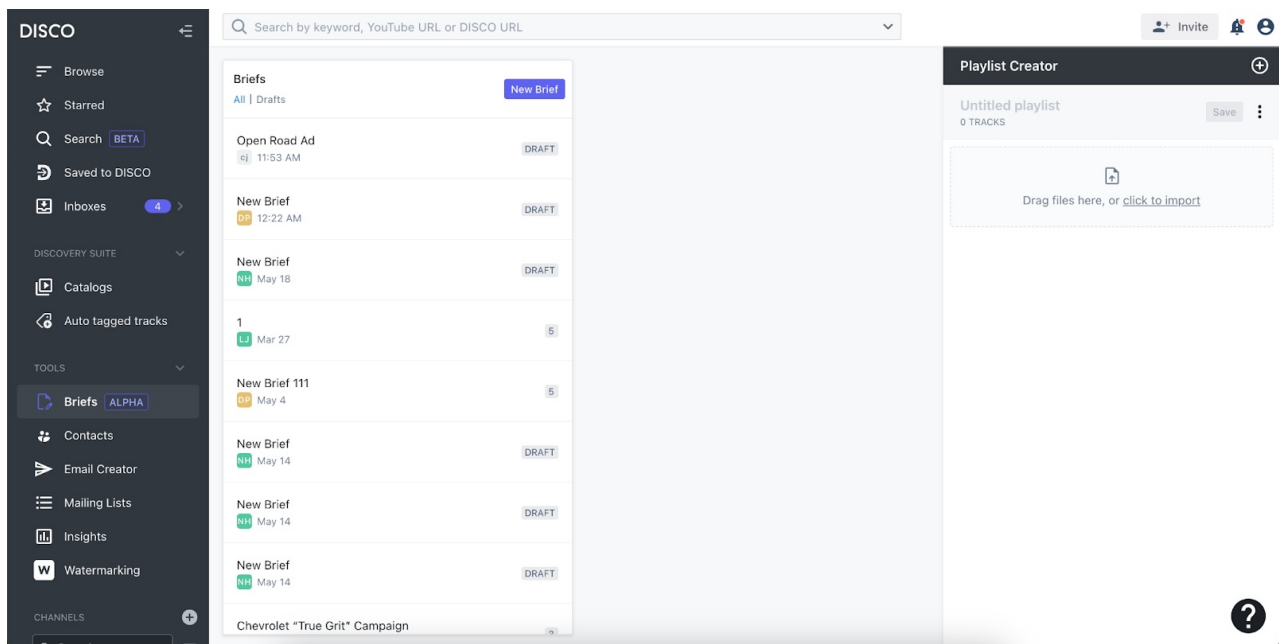 DISCO
Browse
Starred
Search BETA
Saved to DISCO
Inboxes 4
DISCOVERY SUITE
Catalogs
Auto tagged tracks
TOOLS
Briefs ALPHA
Contacts
Email Creator
Mailing Lists
Insights
W Watermarking
CHANNELS
Search by keyword, YouTube URL or DISCO URL
Invite
Briefs
All | Drafts
New Brief
Open Road Ad
cj 11:53 AM
DRAFT
New Brief
DP 12:22 AM
DRAFT
New Brief
NH May 18
DRAFT
1
LJ Mar 27
5
New Brief 111
DP May 4
5
New Brief
NH May 14
DRAFT
New Brief
NH May 14
DRAFT
New Brief
NH May 14
DRAFT
Chevrolet “True Grit” Campaign
Playlist Creator
Untitled playlist
0 TRACKS
Save
Drag files here, or click to import
?